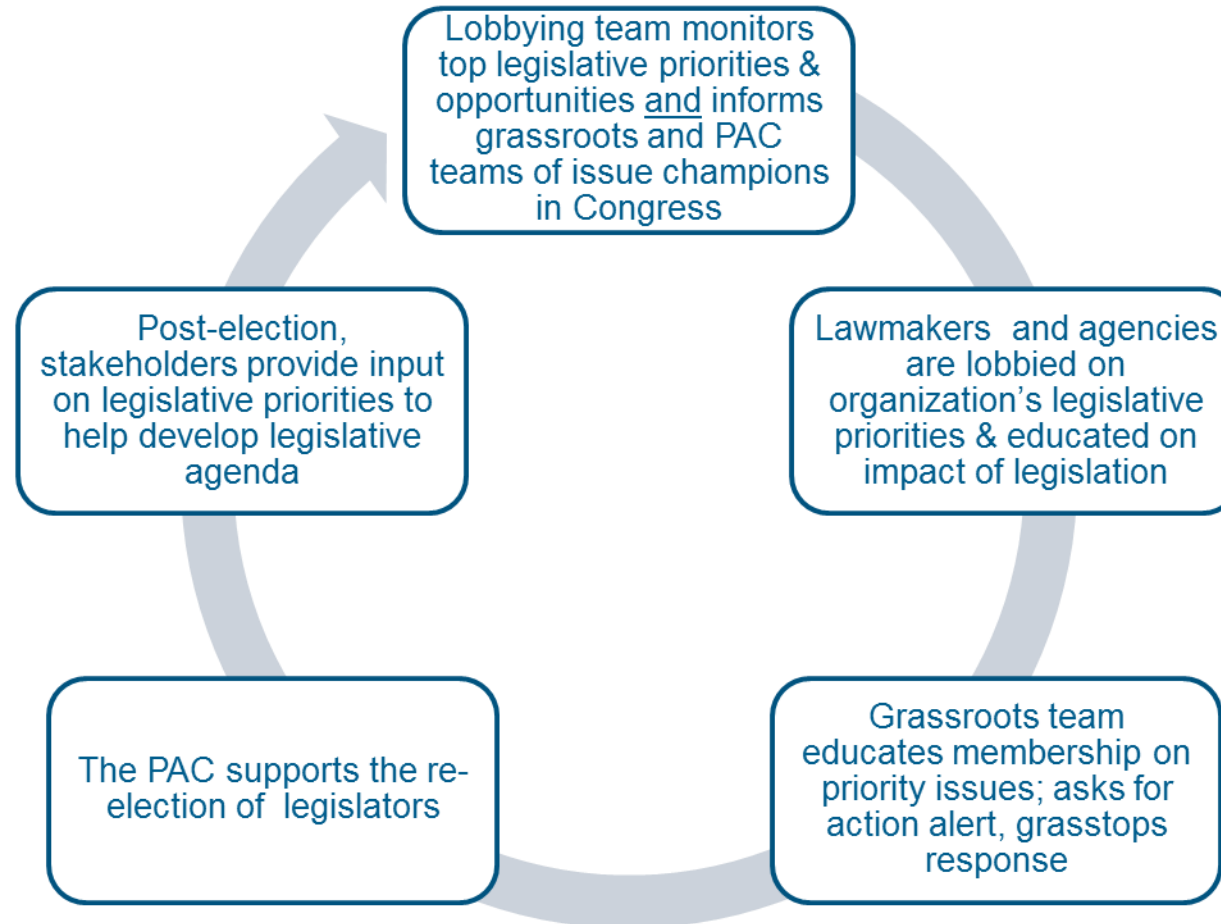 Lobbying team monitors
top legislative priorities &
opportunities and informs
grassroots and PAC
teams of issue champions
in Congress
Lawmakers and agencies
are lobbied on
organization’s legislative
priorities & educated on
impact of legislation
Grassroots team
educates membership on
priority issues; asks for
action alert, grasstops
response
The PAC supports the re-
election of legislators
Post-election,
stakeholders provide input
on legislative priorities to
help develop legislative
agenda